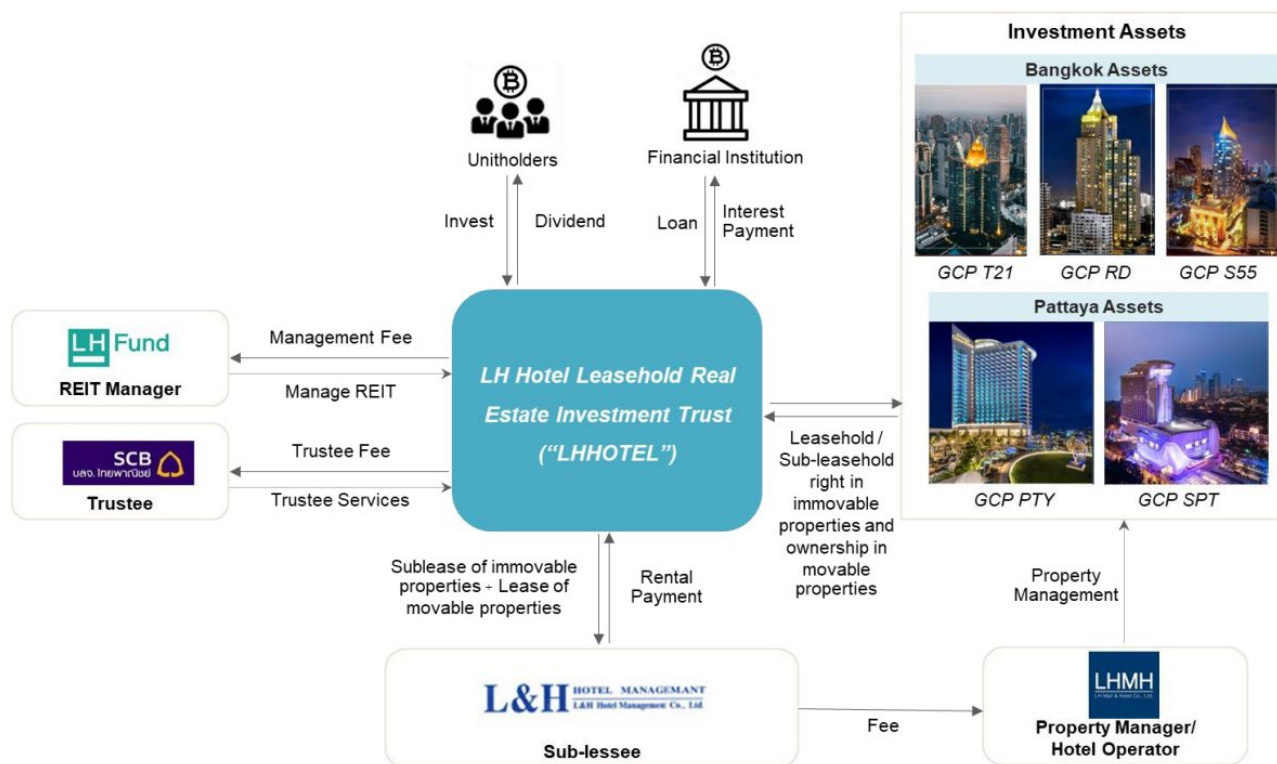 Investment Assets
Bangkok Assets
GCP T21
GCP RD
GCP S55
Pattaya Assets
GCP PTY
GCP SPT
Unitholders
Financial Institution
Invest
Dividend
Loan
Interest
Payment
LH Fund
REIT Manager
Management Fee
Manage REIT
SCB
บลจ. ไทยพาณิชย์
Trustee
Trustee Fee
Trustee Services
LH Hotel Leasehold Real
Estate Investment Trust
(“LHHOTEL”)
Leasehold /
Sub-leasehold
right in
immovable
properties and
ownership in
movable
properties
Sublease of immovable
properties + Lease of
movable properties
Rental
Payment
Property
Management
L&H HOTEL MANAGEMANT
L&H Hotel Management Co., Ltd.
Sub-lessee
Fee
LHMH
LH Mall & Hotel Co., Ltd.
Property Manager/
Hotel Operator